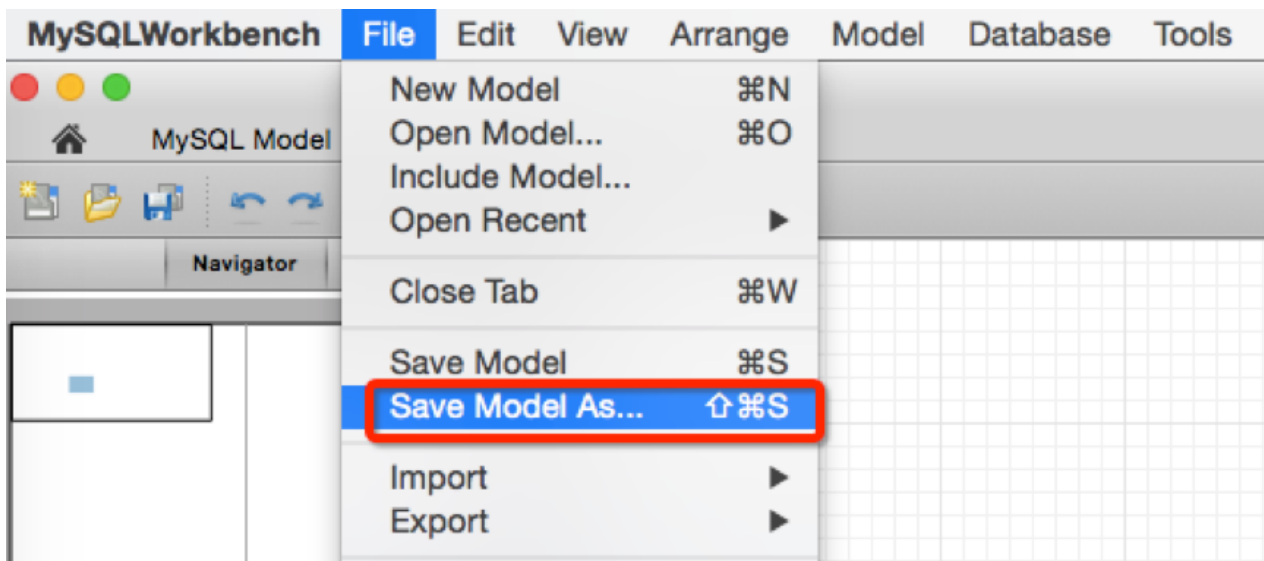 MySQLWorkbench File Edit View Arrange Model Database Tools
New Model ⌘N
MySQL Model
Open Model... ⌘O
Include Model...
Open Recent ▶
Navigator
Close Tab ⌘W
Save Model ⌘S
Save Model As... ⇧⌘S
Import ▶
Export ▶